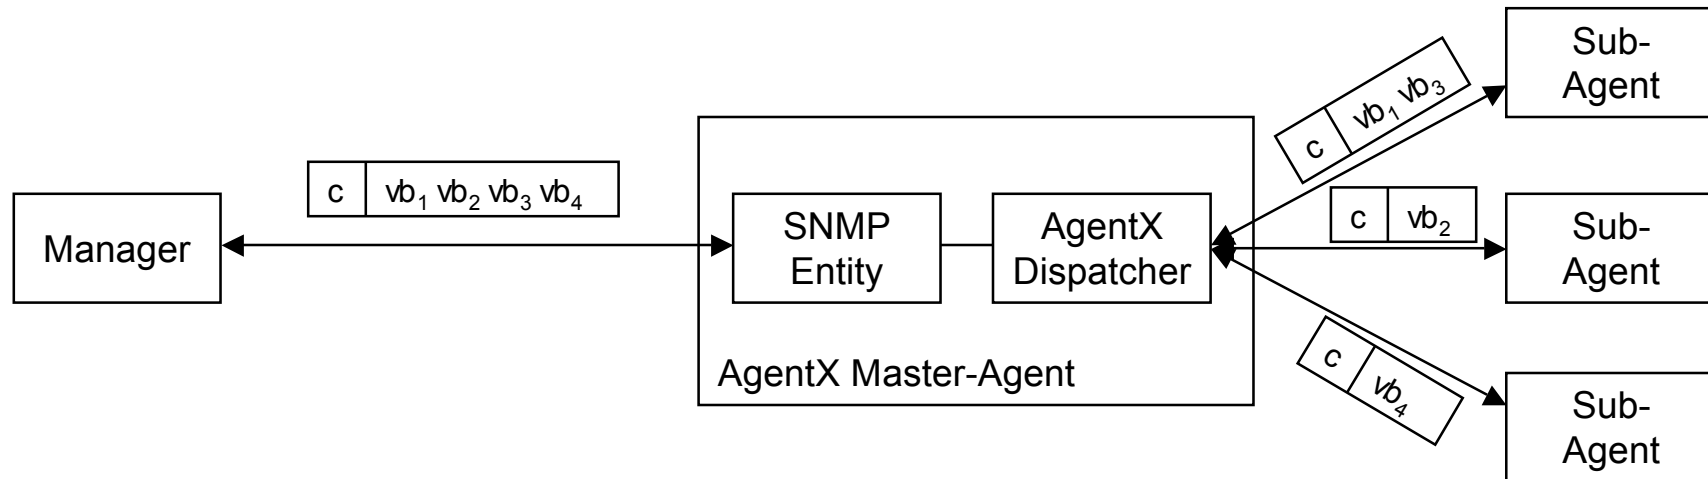 Manager
c vb₁ vb₂ vb₃ vb₄
SNMP
Entity
AgentX
Dispatcher
AgentX Master-Agent
c vb₁ vb₃
c vb₂
c vb₄
Sub-
Agent
Sub-
Agent
Sub-
Agent